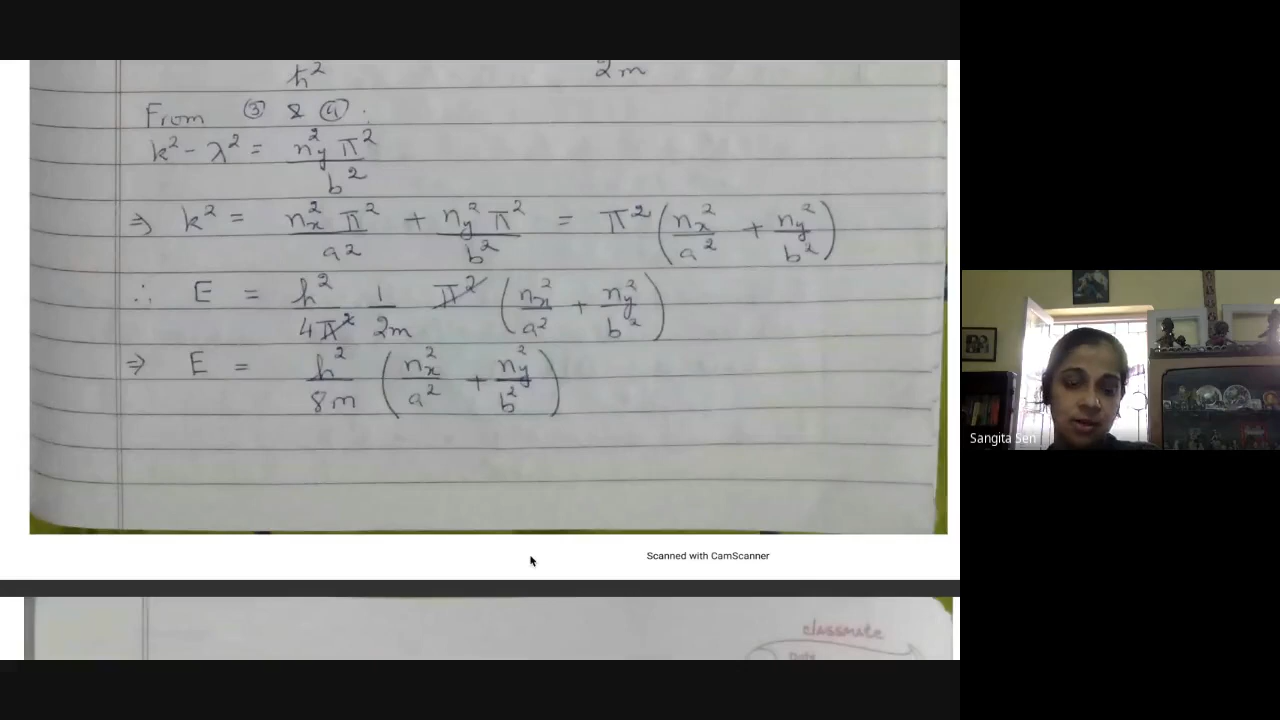 ħ² 2m
From ③ & ④ :
k² - λ² = n_y² π² / b²
⇒ k² = n_x² π² / a² + n_y² π² / b² = π² ( n_x² / a² + n_y² / b² )
∴ E = h² / 4π² 1 / 2m π² ( n_x² / a² + n_y² / b² )
⇒ E = h² / 8m ( n_x² / a² + n_y² / b² )
Sangita Sen
Scanned with CamScanner
classmate
Date